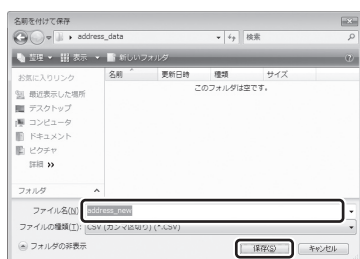 名前を付けて保存
address_data
検索
整理 表示 新しいフォルダ
お気に入りリンク
最近表示した場所
デスクトップ
コンピュータ
ドキュメント
ピクチャ
詳細 >>
フォルダ
名前 更新日時 種類 サイズ
このフォルダは空です。
ファイル名(N): address_new
ファイルの種類(T): CSV (カンマ区切り) (*.CSV)
フォルダの非表示
保存(S) キャンセル